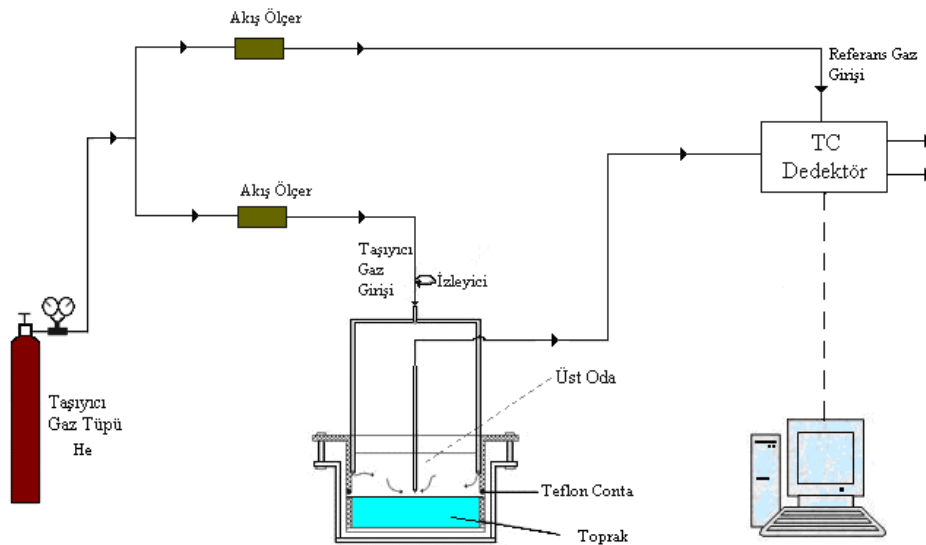 Akış Ölçer
Referans Gaz
Girişi
TC
Dedektör
Akış Ölçer
Taşıyıcı
Gaz
Girişi
İzleyici
Taşıyıcı
Gaz Tüpü
He
Üst Oda
Teflon Conta
Toprak